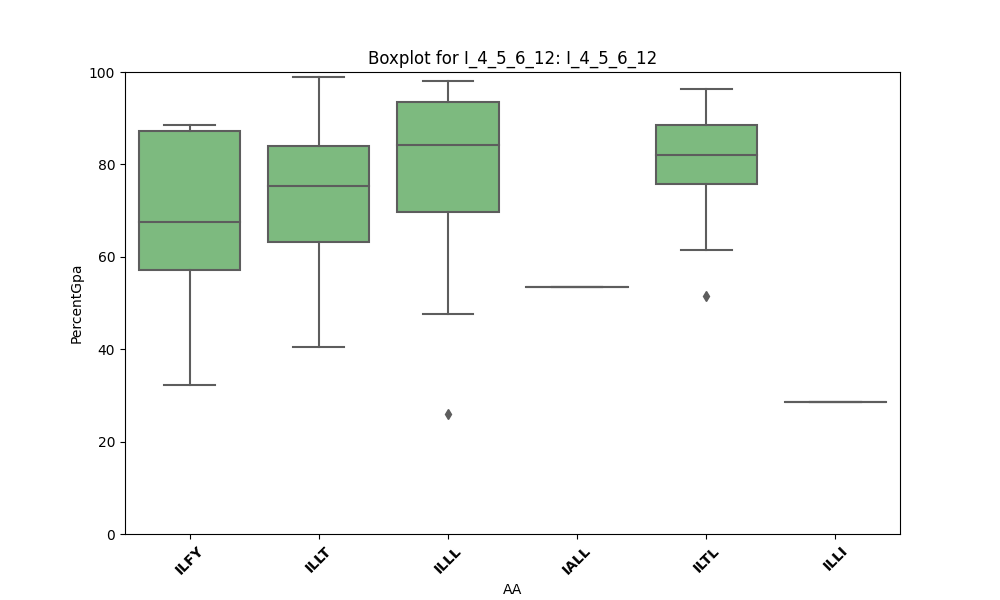 Boxplot for I_4_5_6_12: I_4_5_6_12
100
80
60
40
20
0
PercentGpa
ILFY
ILLT
ILLL
IALL
ILTL
ILLI
AA